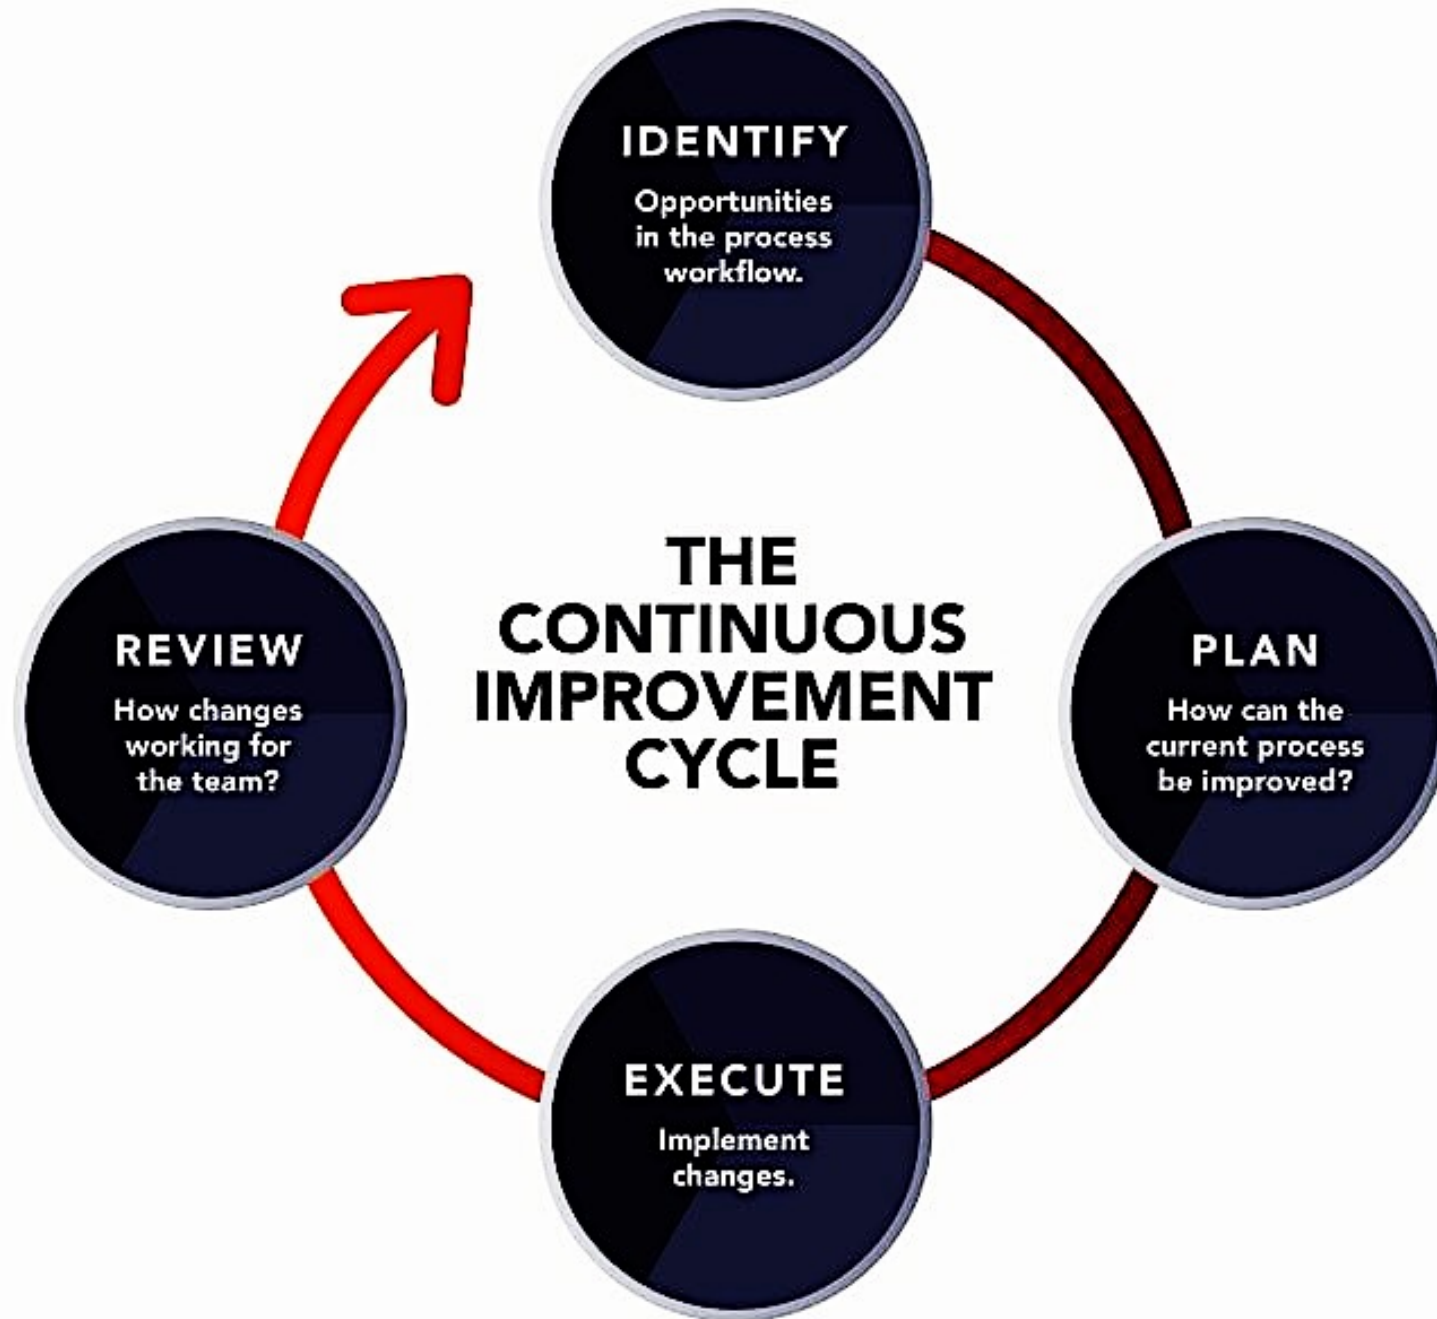 IDENTIFY
Opportunities
in the process
workflow.
THE
CONTINUOUS
IMPROVEMENT
CYCLE
REVIEW
How changes
working for
the team?
PLAN
How can the
current process
be improved?
EXECUTE
Implement
changes.